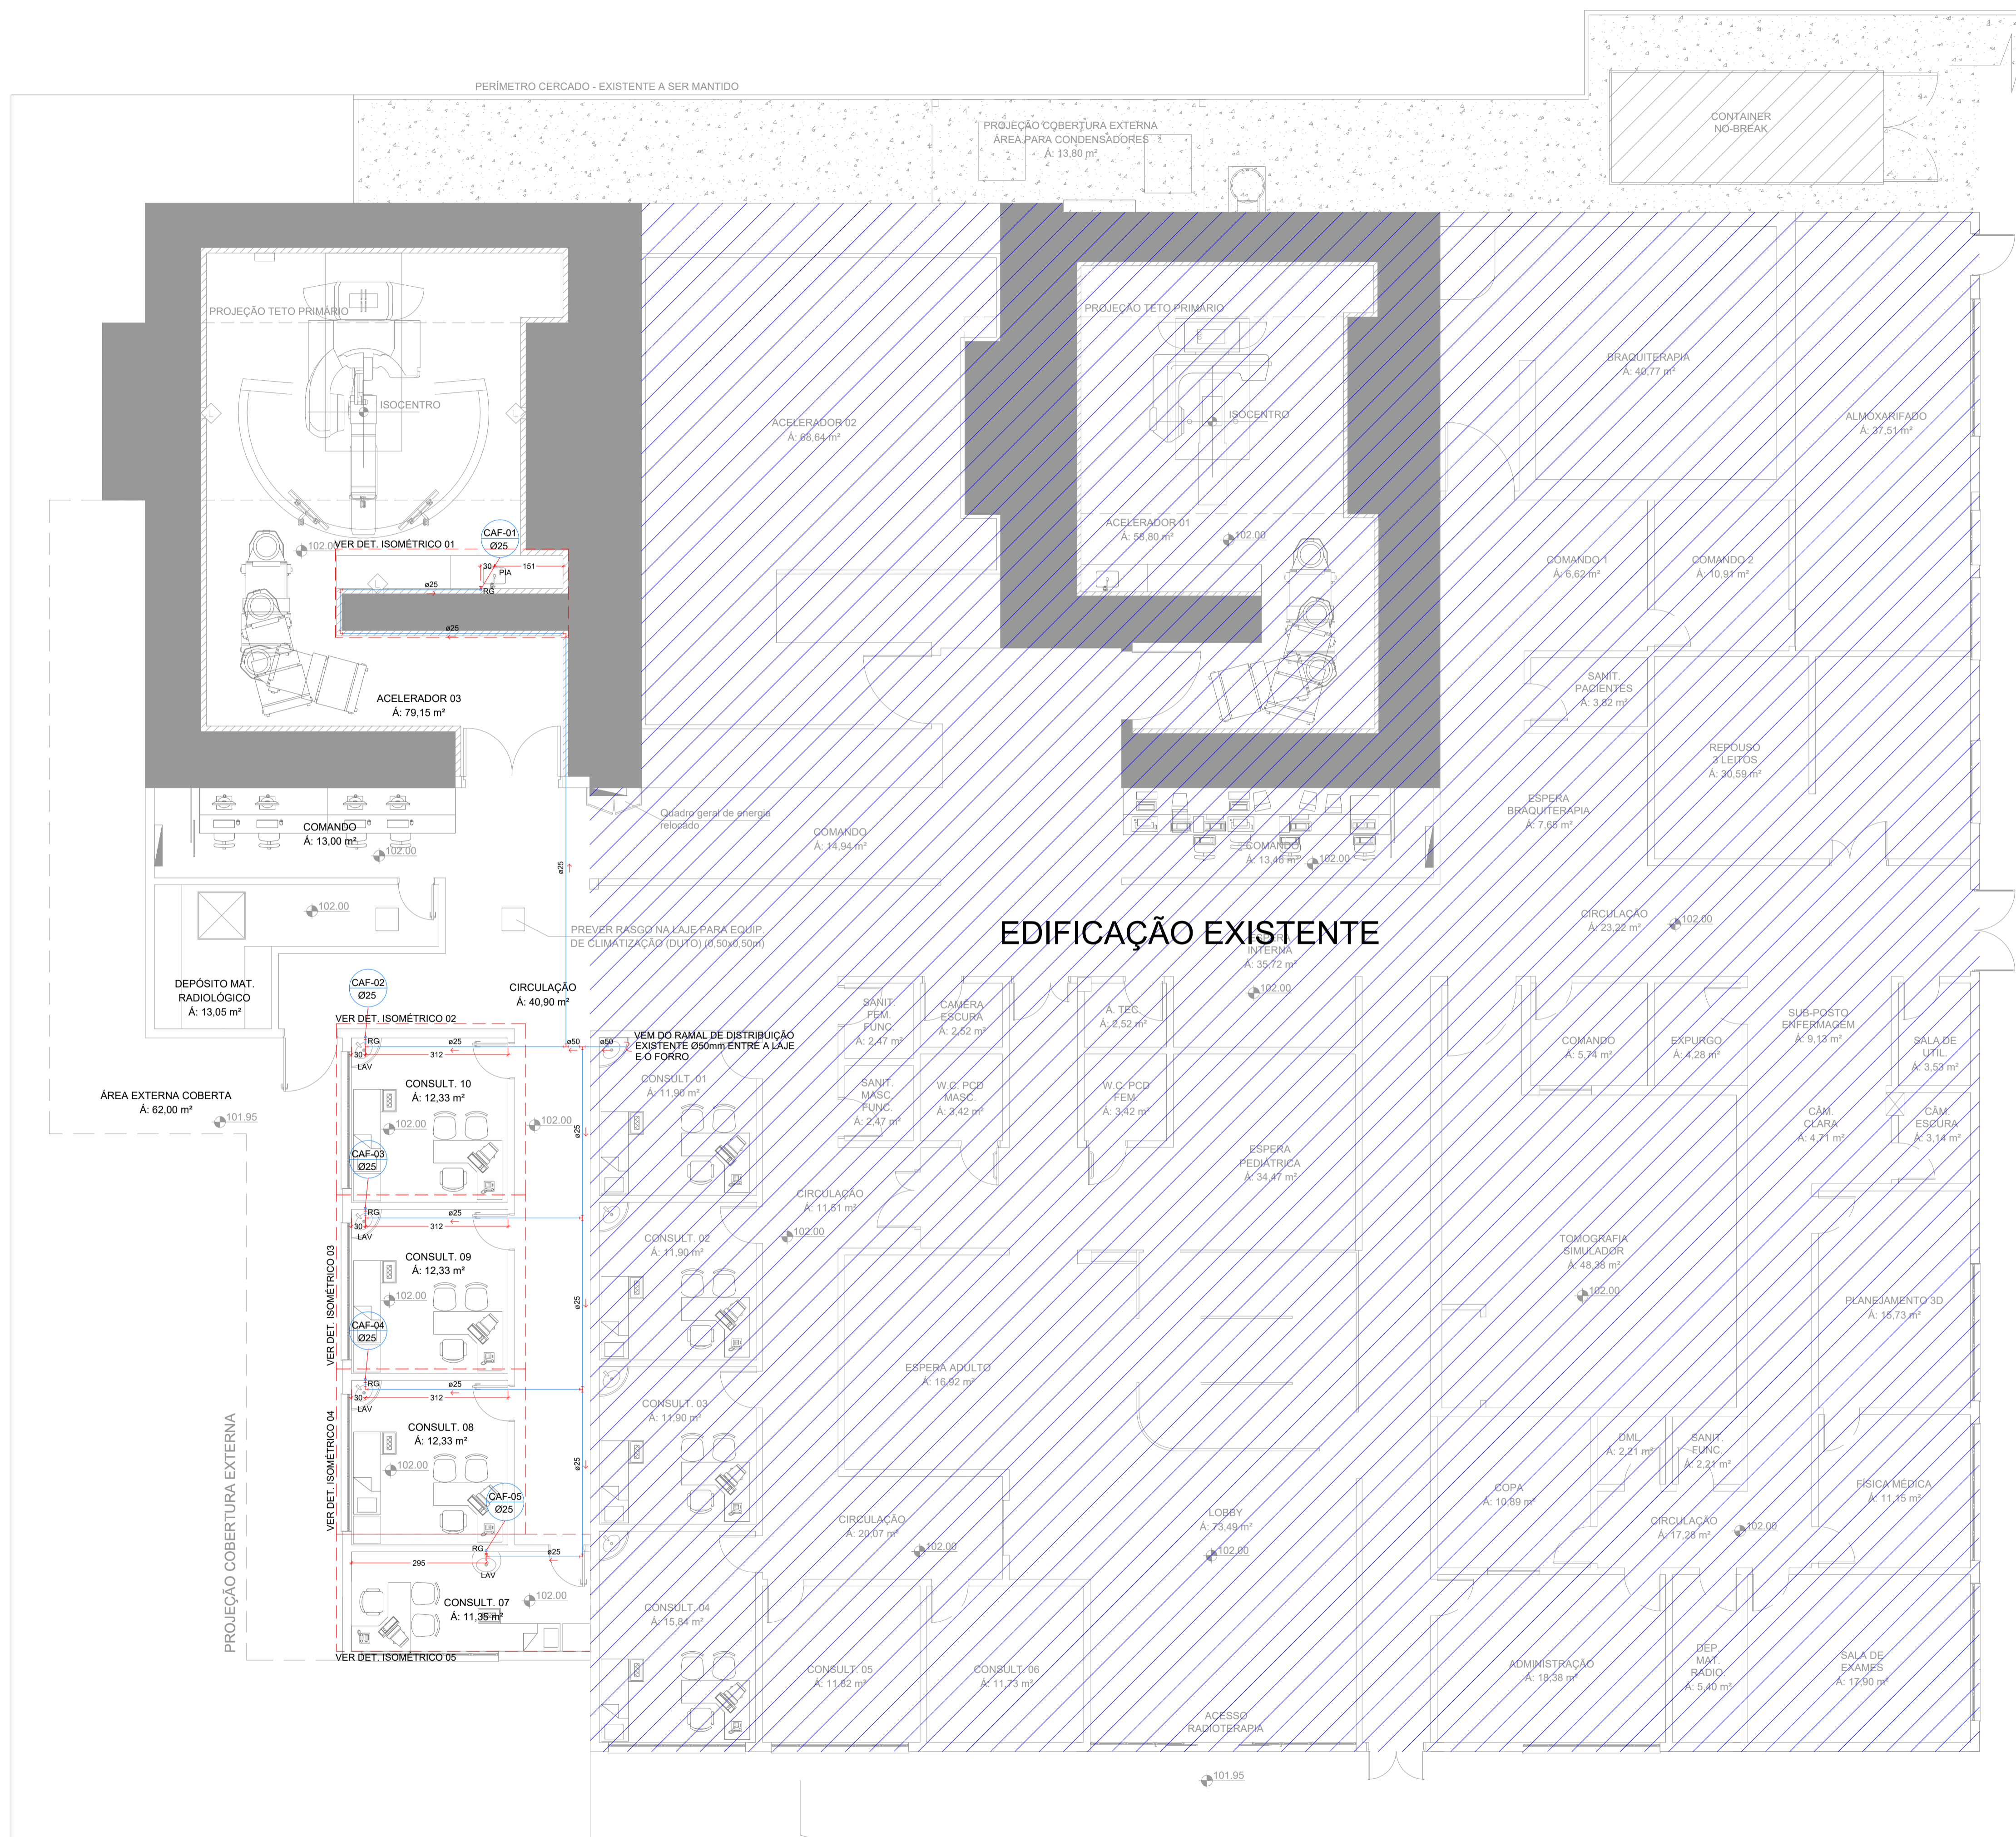 PERÍMETRO CERCADO - EXISTENTE A SER MANTIDO
PROJEÇÃO COBERTURA EXTERNA
ÁREA PARA CONDENSADORES
Á: 13,80 m²
CONTAINER
NO-BREAK
PROJEÇÃO TETO PRIMÁRIO
ISOCENTRO
L
L
102.00
VER DET. ISOMÉTRICO 01
CAF-01
Ø25
30
151
PIA
RG
L
ø25
ø25
ACELERADOR 03
Á: 79,15 m²
ACELERADOR 02
Á: 68,64 m²
PROJEÇÃO TETO PRIMÁRIO
ISOCENTRO
ACELERADOR 01
Á: 58,80 m²
102.00
BRAQUITERAPIA
Á: 40,77 m²
ALMOXARIFADO
Á: 37,51 m²
COMANDO 1
Á: 6,62 m²
COMANDO 2
Á: 10,91 m²
SANIT.
PACIENTES
Á: 3,82 m²
REPOUSO
3 LEITOS
Á: 30,59 m²
ESPERA
BRAQUITERAPIA
Á: 7,65 m²
COMANDO
Á: 13,00 m²
102.00
Quadro geral de energia
relocado
COMANDO
Á: 14,94 m²
COMANDO
Á: 13,46 m²
102.00
ø25
102.00
PREVER RASGO NA LAJE PARA EQUIP.
DE CLIMATIZAÇÃO (DUTO) (0,50x0,50m)
EDIFICAÇÃO EXISTENTE
ESPERA
INTERNA
Á: 35,72 m²
102.00
CIRCULAÇÃO
Á: 23,22 m²
102.00
DEPÓSITO MAT.
RADIOLÓGICO
Á: 13,05 m²
CAF-02
Ø25
CIRCULAÇÃO
Á: 40,90 m²
VER DET. ISOMÉTRICO 02
RG
ø25
30
312
LAV
ø50
ø50
VEM DO RAMAL DE DISTRIBUIÇÃO
EXISTENTE Ø50mm ENTRE A LAJE
E O FORRO
SANIT.
FEM.
FUNC.
Á: 2,47 m²
CAMÊRA
ESCURA
Á: 2,52 m²
Á. TEC.
Á: 2,52 m²
SANIT.
MASC.
FUNC.
Á: 2,47 m²
W.C. PCD
MASC.
Á: 3,42 m²
W.C. PCD
FEM.
Á: 3,42 m²
COMANDO
Á: 5,74 m²
EXPURGO
Á: 4,28 m²
SUB-POSTO
ENFERMAGEM
Á: 9,13 m²
SALA DE
UTIL.
Á: 3,53 m²
CÂM.
CLARA
Á: 4,71 m²
CÂM.
ESCURA
Á: 3,14 m²
ÁREA EXTERNA COBERTA
Á: 62,00 m²
101.95
CONSULT. 10
Á: 12,33 m²
102.00
102.00
ø25
CONSULT. 01
Á: 11,90 m²
CAF-03
Ø25
ESPERA
PEDIÁTRICA
Á: 34,47 m²
CIRCULAÇÃO
Á: 11,51 m²
102.00
RG
ø25
30
312
LAV
VER DET. ISOMÉTRICO 03
CONSULT. 09
Á: 12,33 m²
102.00
ø25
CONSULT. 02
Á: 11,90 m²
TOMOGRAFIA
SIMULADOR
Á: 48,38 m²
102.00
PLANEJAMENTO 3D
Á: 15,73 m²
CAF-04
Ø25
ESPERA ADULTO
Á: 16,92 m²
RG
ø25
30
312
LAV
VER DET. ISOMÉTRICO 04
CONSULT. 08
Á: 12,33 m²
102.00
ø25
CONSULT. 03
Á: 11,90 m²
PROJEÇÃO COBERTURA EXTERNA
CAF-05
Ø25
DML
Á: 2,21 m²
SANIT.
FUNC.
Á: 2,21 m²
COPA
Á: 10,89 m²
FÍSICA MÉDICA
Á: 11,15 m²
CIRCULAÇÃO
Á: 20,07 m²
102.00
LOBBY
Á: 73,49 m²
102.00
CIRCULAÇÃO
Á: 17,28 m²
102.00
RG
ø25
295
LAV
CONSULT. 07
Á: 11,35 m²
102.00
VER DET. ISOMÉTRICO 05
CONSULT. 04
Á: 15,84 m²
CONSULT. 05
Á: 11,82 m²
CONSULT. 06
Á: 11,73 m²
ADMINISTRAÇÃO
Á: 18,38 m²
DEP.
MAT.
RADIO.
Á: 5,40 m²
SALA DE
EXAMES
Á: 17,90 m²
ACESSO
RADIOTERAPIA
101.95